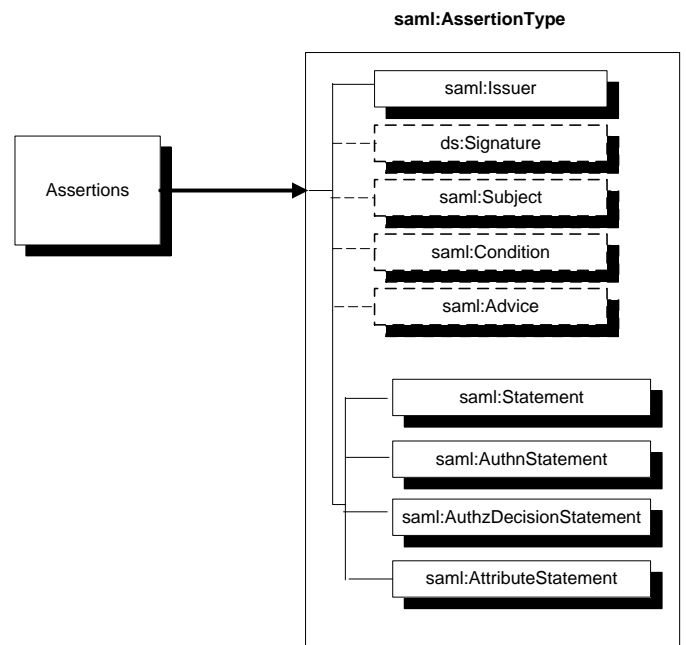 saml:AssertionType
Assertions
saml:Issuer
ds:Signature
saml:Subject
saml:Condition
saml:Advice
saml:Statement
saml:AuthnStatement
saml:AuthzDecisionStatement
saml:AttributeStatement